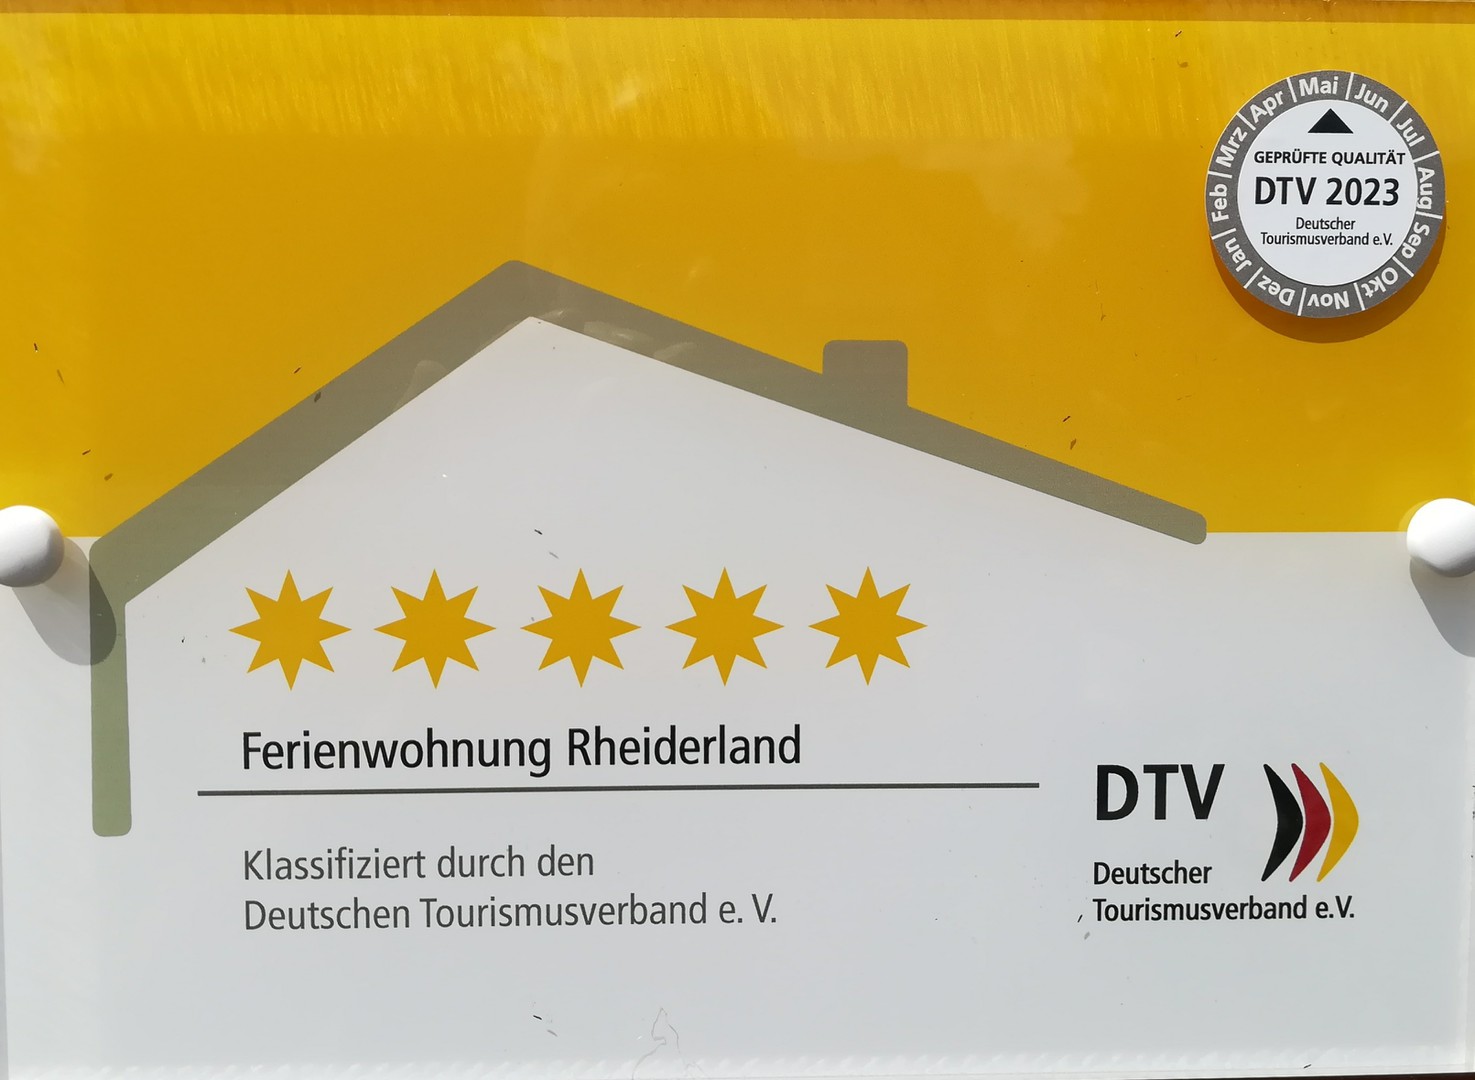 Jan | Feb | Mrz | Apr | Mai | Jun | Jul | Aug | Sep | Okt | Nov | Dez
GEPRÜFTE QUALITÄT
DTV 2023
Deutscher
Tourismusverband e.V.
Ferienwohnung Rheiderland
Klassifiziert durch den
Deutschen Tourismusverband e. V.
DTV
Deutscher
Tourismusverband e.V.